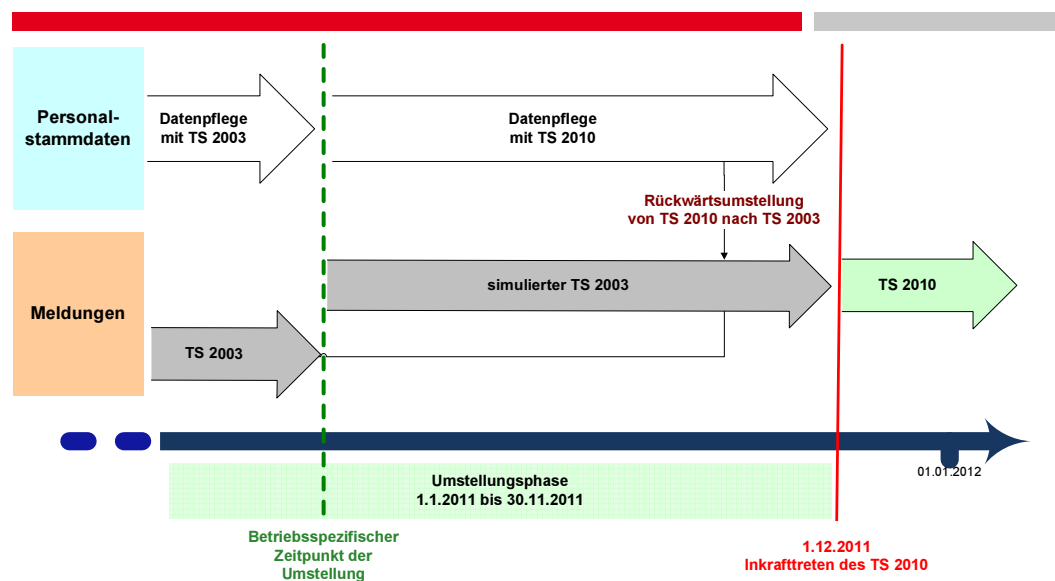 Personal-
stammdaten
Datenpflege
mit TS 2003
Datenpflege
mit TS 2010
Rückwärtsumstellung
von TS 2010 nach TS 2003
Meldungen
simulierter TS 2003
TS 2010
TS 2003
01.01.2012
Umstellungsphase
1.1.2011 bis 30.11.2011
Betriebsspezifischer
Zeitpunkt der
Umstellung
1.12.2011
Inkrafttreten des TS 2010